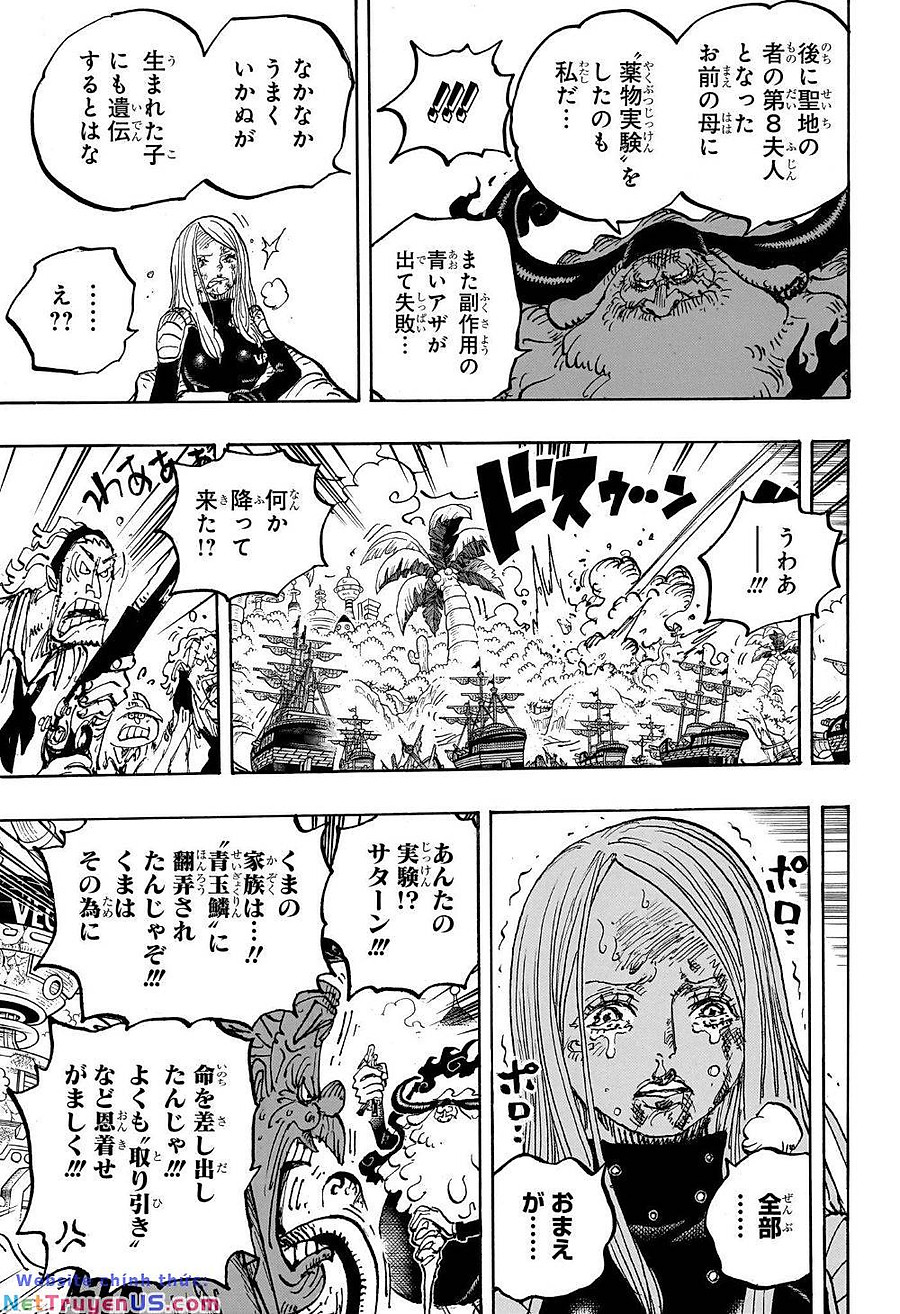 後に聖地の
者の第8夫人
となった
お前の母に
〝薬物実験〟を
したのも
私だ…
!!!
また副作用の
青いアザが
出て失敗…
なかなか
うまく
いかぬが
生まれた子
にも遺伝
するとはな
……
え??
うわあ
──!!!
ドスゥ…ン
何か
降って
来た!?
わあああ
ポロ…
ポロ…
全部
……
おまえ
が……
あんたの
実験!?
サターン!!!
くまの
家族は…!!
〝青玉鱗〟に
翻弄され
たんじゃぞ!!!
くまは
その為に
命を差し出し
たんじゃ!!!
よくも〝取り引き〟
など恩着せ
がましく!!!
Website chính thức:
NetTruyenUS.com